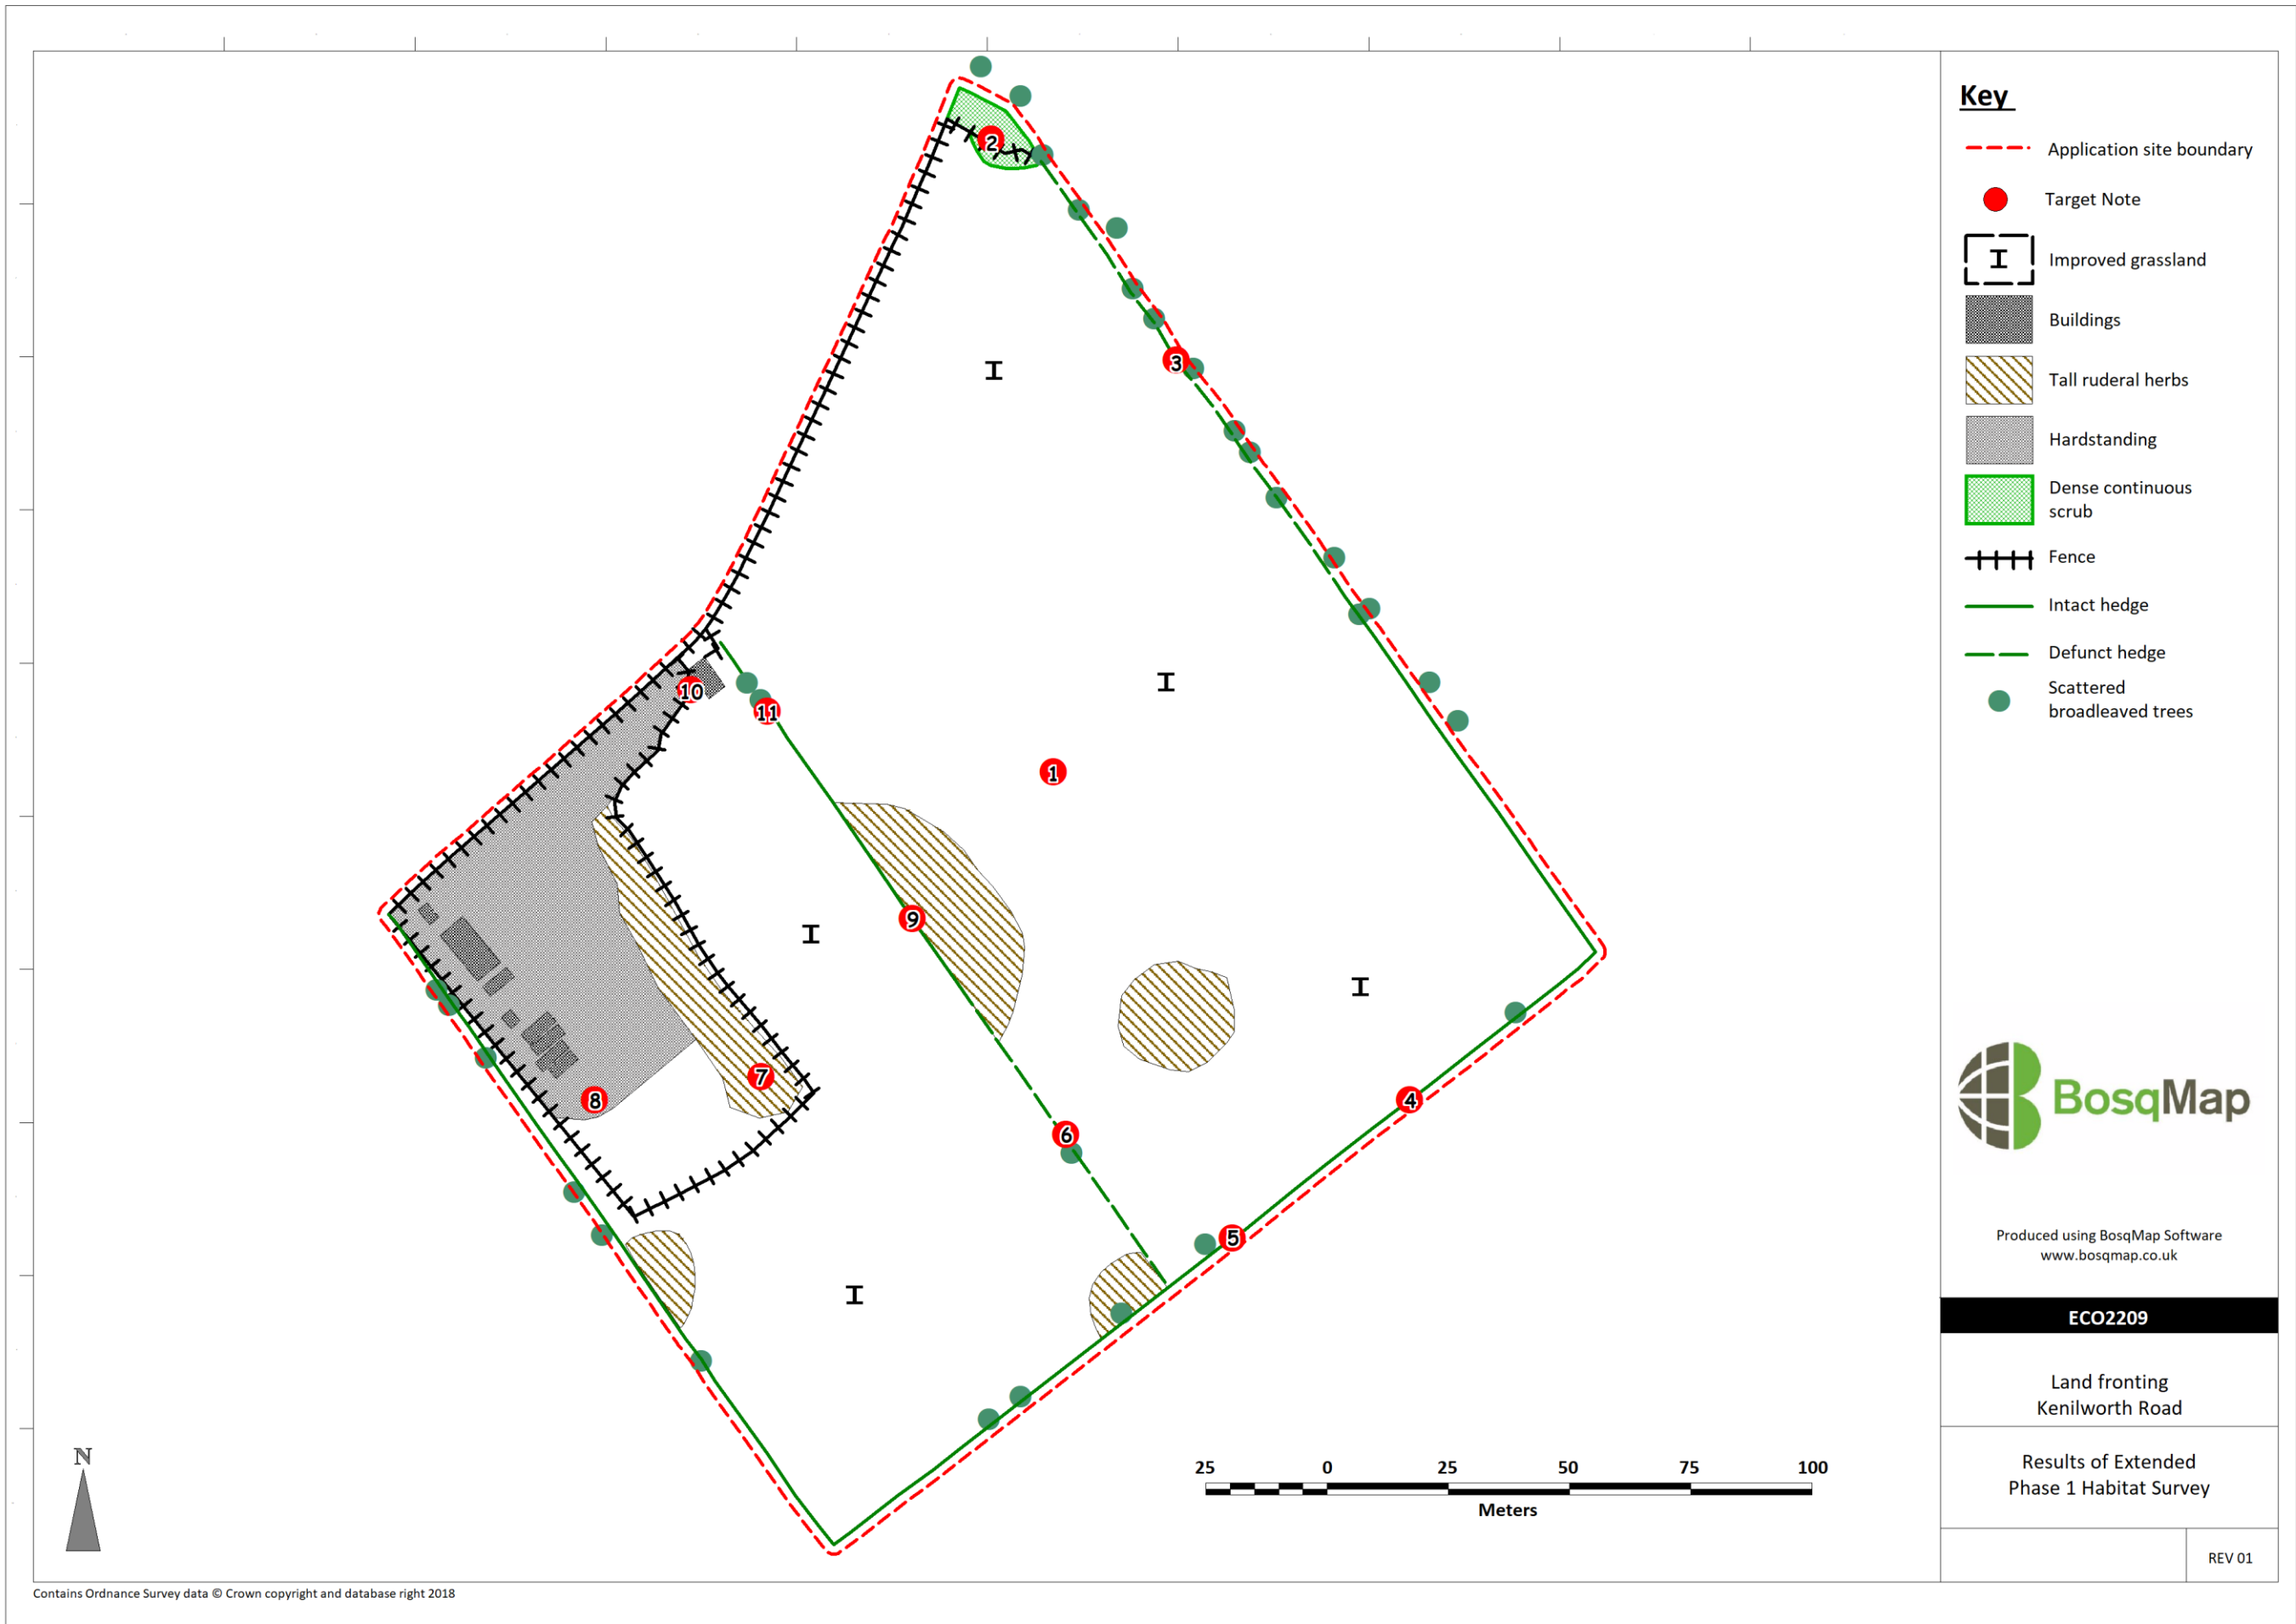 Key
Application site boundary
Target Note
I Improved grassland
Buildings
Tall ruderal herbs
Hardstanding
Dense continuous
scrub
Fence
Intact hedge
Defunct hedge
Scattered
broadleaved trees
2
3
I
10
11
I
1
9
I
I
7
8
4
6
5
I
25 0 25 50 75 100
Meters
N
BosqMap
Produced using BosqMap Software
www.bosqmap.co.uk
ECO2209
Land fronting
Kenilworth Road
Results of Extended
Phase 1 Habitat Survey
REV 01
Contains Ordnance Survey data © Crown copyright and database right 2018